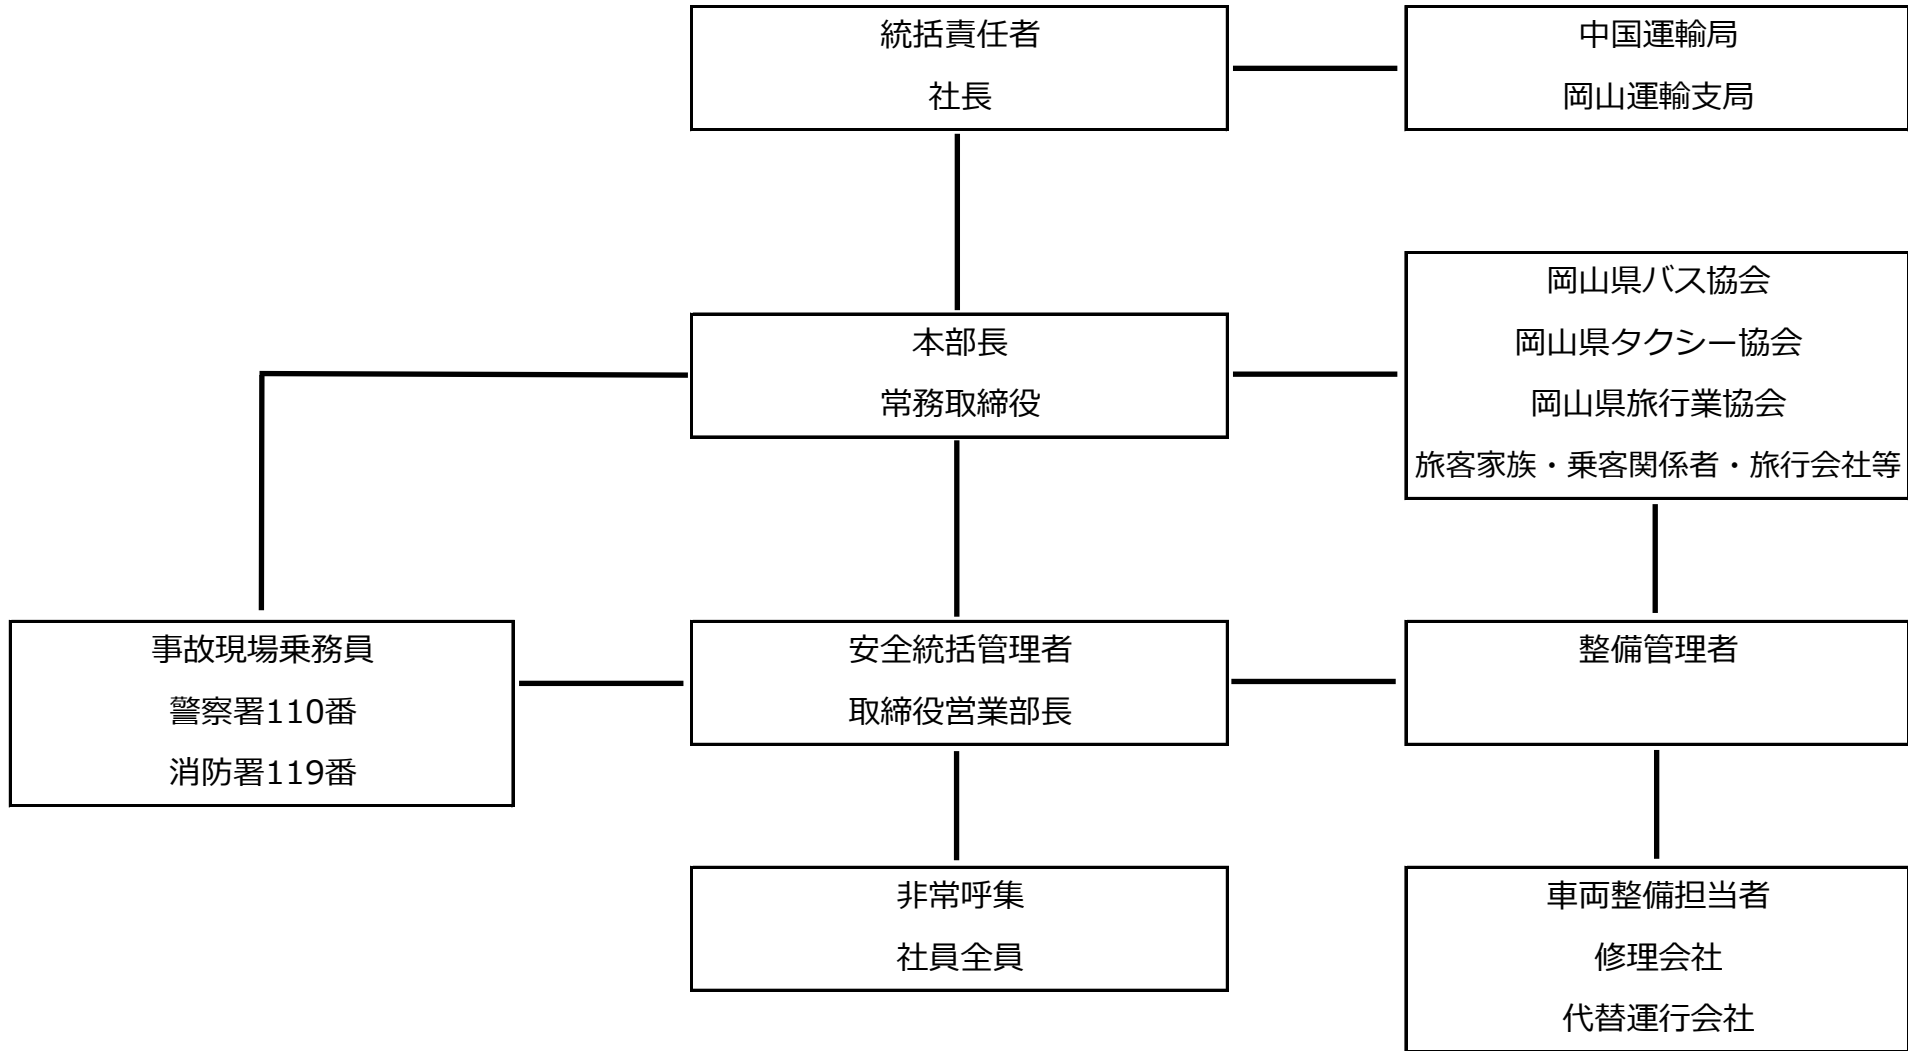 統括責任者
社長
中国運輸局
岡山運輸支局
岡山県バス協会
岡山県タクシー協会
岡山県旅行業協会
旅客家族・乗客関係者・旅行会社等
本部長
常務取締役
事故現場乗務員
警察署110番
消防署119番
安全統括管理者
取締役営業部長
整備管理者
非常呼集
社員全員
車両整備担当者
修理会社
代替運行会社